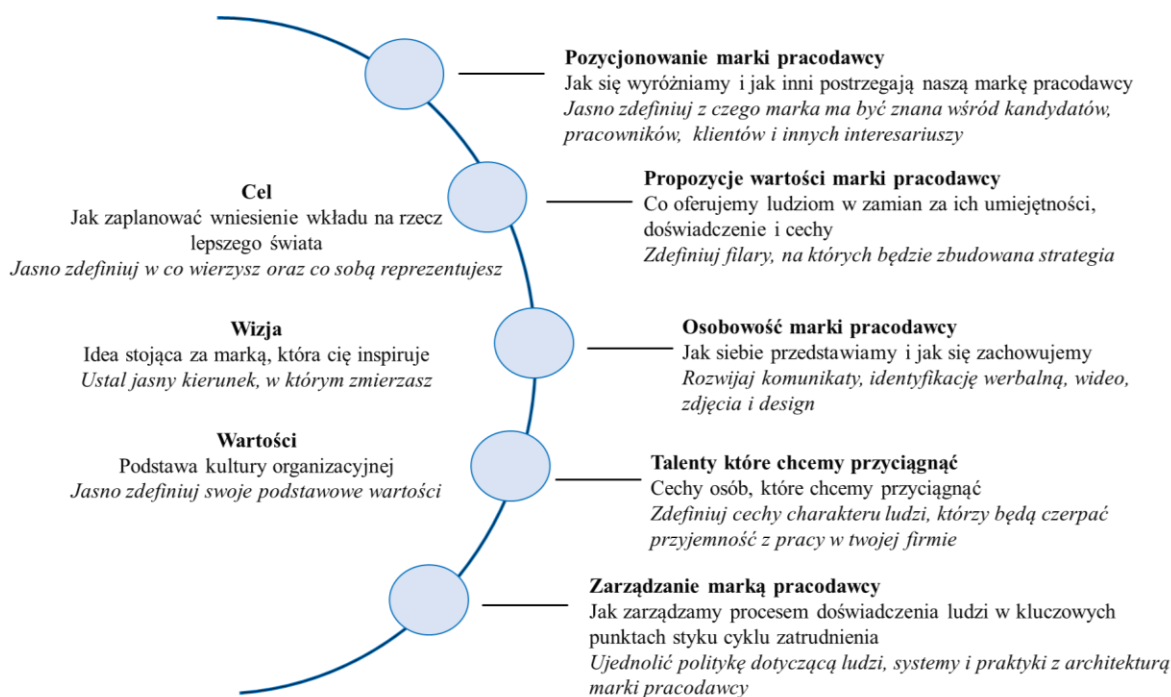 Pozycjonowanie marki pracodawcy
Jak się wyróżniamy i jak inni postrzegają naszą markę pracodawcy
Jasno zdefiniuj z czego marka ma być znana wśród kandydatów,
pracowników, klientów i innych interesariuszy
Cel
Jak zaplanować wniesienie wkładu na rzecz
lepszego świata
Jasno zdefiniuj w co wierzysz oraz co sobą reprezentujesz
Propozycje wartości marki pracodawcy
Co oferujemy ludziom w zamian za ich umiejętności,
doświadczenie i cechy
Zdefiniuj filary, na których będzie zbudowana strategia
Wizja
Idea stojąca za marką, która cię inspiruje
Ustal jasny kierunek, w którym zmierzasz
Osobowość marki pracodawcy
Jak siebie przedstawiamy i jak się zachowujemy
Rozwijaj komunikaty, identyfikację werbalną, wideo,
zdjęcia i design
Wartości
Podstawa kultury organizacyjnej
Jasno zdefiniuj swoje podstawowe wartości
Talenty które chcemy przyciągnąć
Cechy osób, które chcemy przyciągnąć
Zdefiniuj cechy charakteru ludzi, którzy będą czerpać
przyjemność z pracy w twojej firmie
Zarządzanie marką pracodawcy
Jak zarządzamy procesem doświadczenia ludzi w kluczowych
punktach styku cyklu zatrudnienia
Ujednolić politykę dotyczącą ludzi, systemy i praktyki z architekturą
marki pracodawcy